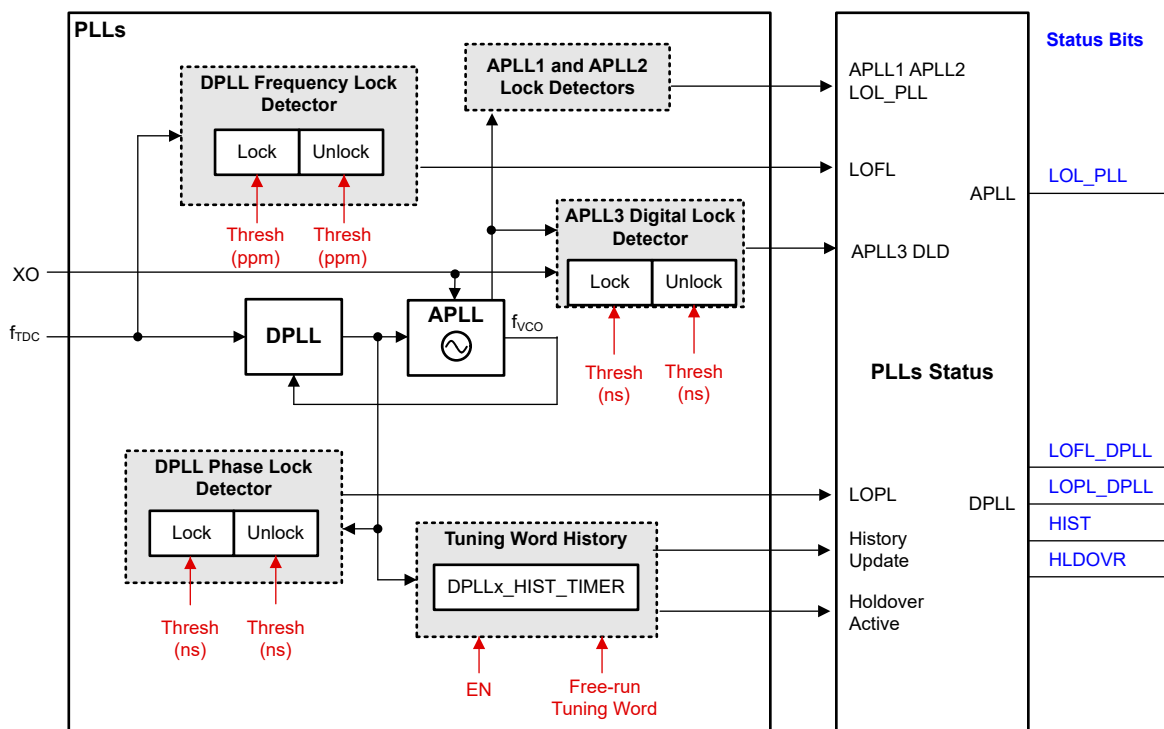 PLLs
DPLL Frequency Lock
Detector
Lock
Unlock
Thresh
(ppm)
Thresh
(ppm)
APLL1 and APLL2
Lock Detectors
APLL3 Digital Lock
Detector
Lock
Unlock
Thresh
(ns)
Thresh
(ns)
XO
fTDC
DPLL
APLL
fVCO
DPLL Phase Lock
Detector
Lock
Unlock
Thresh
(ns)
Thresh
(ns)
Tuning Word History
DPLLx_HIST_TIMER
EN
Free-run
Tuning Word
APLL1 APLL2
LOL_PLL
LOFL
APLL
APLL3 DLD
PLLs Status
LOPL
DPLL
History
Update
Holdover
Active
Status Bits
LOL_PLL
LOFL_DPLL
LOPL_DPLL
HIST
HLDOVR